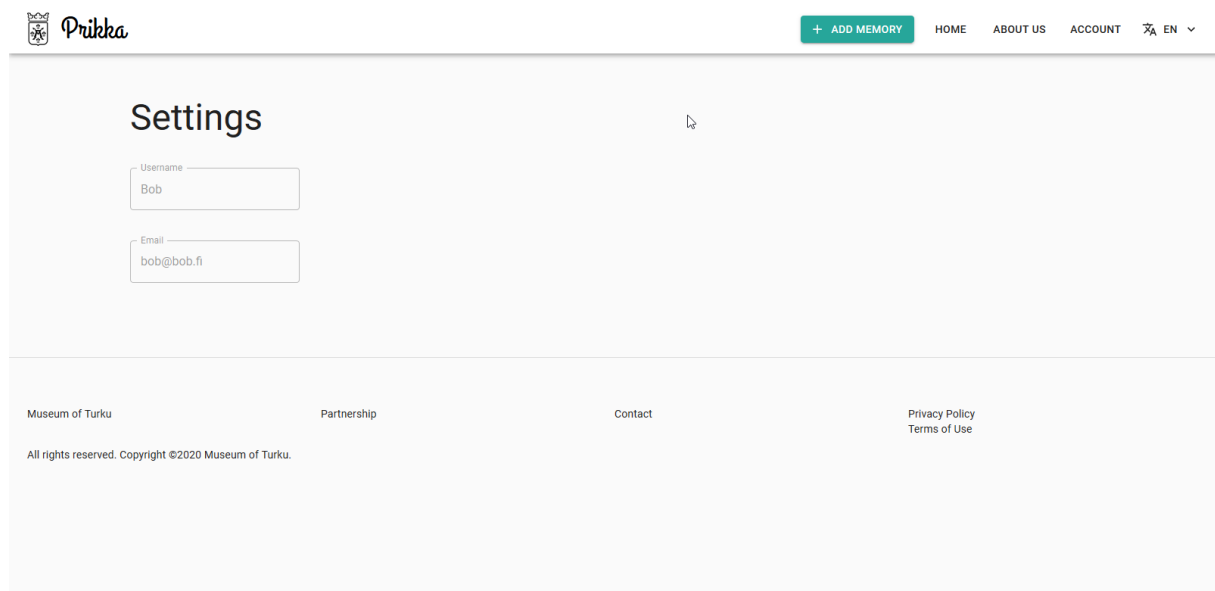 Prikka
+ ADD MEMORY HOME ABOUT US ACCOUNT EN
Settings
Username
Bob
Email
bob@bob.fi
Museum of Turku Partnership Contact Privacy Policy
Terms of Use
All rights reserved. Copyright ©2020 Museum of Turku.